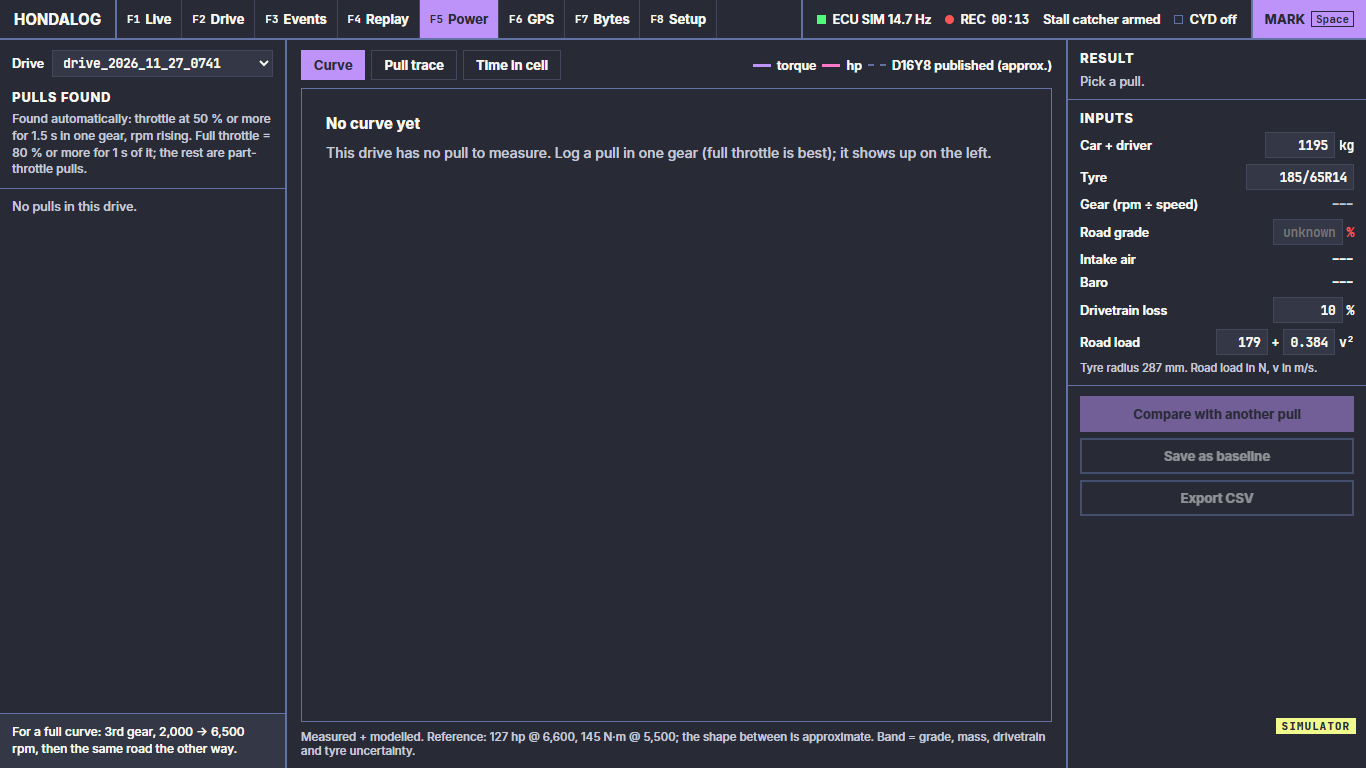 HONDALOG
F1 Live
F2 Drive
F3 Events
F4 Replay
F5 Power
F6 GPS
F7 Bytes
F8 Setup
ECU SIM 14.7 Hz
REC 00:13
Stall catcher armed
CYD off
MARK Space
Drive drive_2026_11_27_0741
PULLS FOUND
Found automatically: throttle at 50 % or more
for 1.5 s in one gear, rpm rising. Full throttle =
80 % or more for 1 s of it; the rest are part-
throttle pulls.
No pulls in this drive.
For a full curve: 3rd gear, 2,000 → 6,500
rpm, then the same road the other way.
Curve
Pull trace
Time in cell
torque
hp
D16Y8 published (approx.)
No curve yet
This drive has no pull to measure. Log a pull in one gear (full throttle is best); it shows up on the left.
Measured + modelled. Reference: 127 hp @ 6,600, 145 N·m @ 5,500; the shape between is approximate. Band = grade, mass, drivetrain
and tyre uncertainty.
RESULT
Pick a pull.
INPUTS
Car + driver 1195 kg
Tyre 185/65R14
Gear (rpm ÷ speed) ---
Road grade unknown %
Intake air ---
Baro ---
Drivetrain loss 10 %
Road load 179 + 0.384 v²
Tyre radius 287 mm. Road load in N, v in m/s.
Compare with another pull
Save as baseline
Export CSV
SIMULATOR